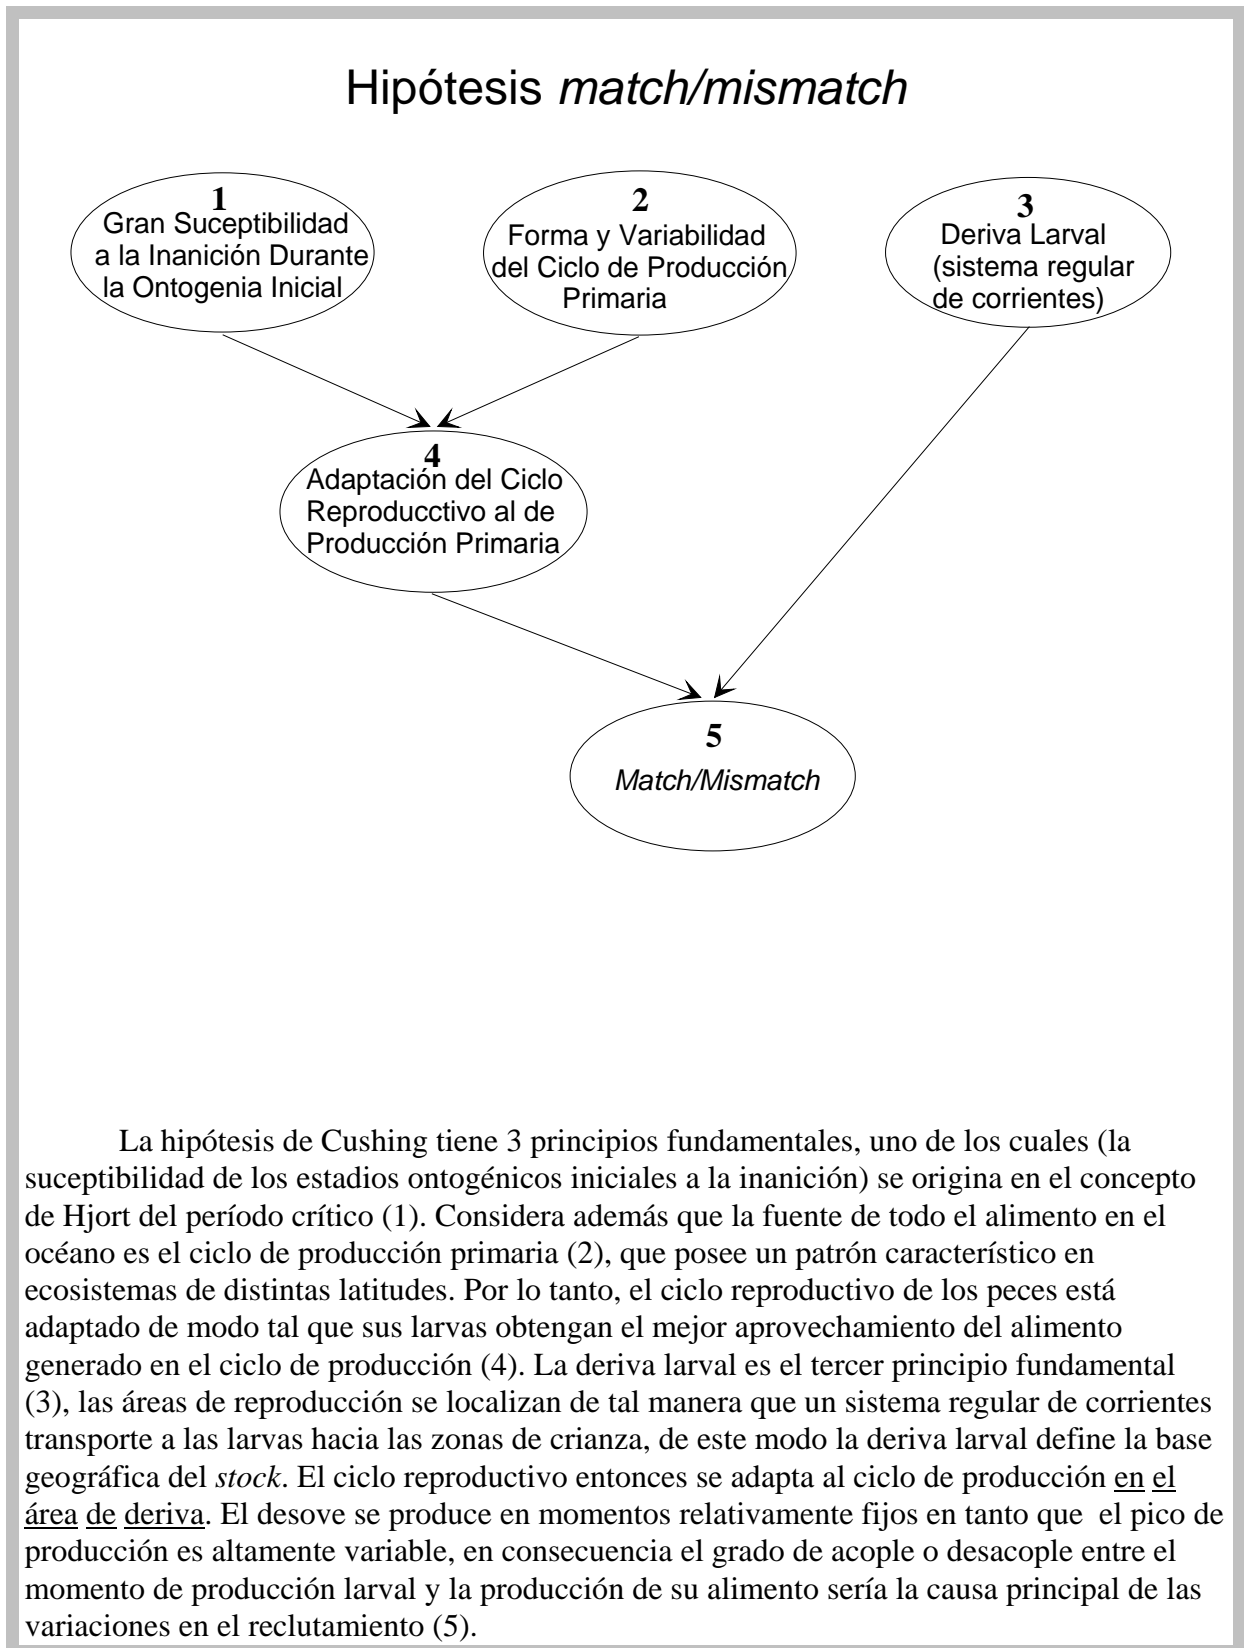 Hipótesis match/mismatch
1
Gran Suceptibilidad
a la Inanición Durante
la Ontogenia Inicial
2
Forma y Variabilidad
del Ciclo de Producción
Primaria
3
Deriva Larval
(sistema regular
de corrientes)
4
Adaptación del Ciclo
Reproducctivo al de
Producción Primaria
5
Match/Mismatch
La hipótesis de Cushing tiene 3 principios fundamentales, uno de los cuales (la
suceptibilidad de los estadios ontogénicos iniciales a la inanición) se origina en el concepto
de Hjort del período crítico (1). Considera además que la fuente de todo el alimento en el
océano es el ciclo de producción primaria (2), que posee un patrón característico en
ecosistemas de distintas latitudes. Por lo tanto, el ciclo reproductivo de los peces está
adaptado de modo tal que sus larvas obtengan el mejor aprovechamiento del alimento
generado en el ciclo de producción (4). La deriva larval es el tercer principio fundamental
(3), las áreas de reproducción se localizan de tal manera que un sistema regular de corrientes
transporte a las larvas hacia las zonas de crianza, de este modo la deriva larval define la base
geográfica del stock. El ciclo reproductivo entonces se adapta al ciclo de producción en el
área de deriva. El desove se produce en momentos relativamente fijos en tanto que  el pico de
producción es altamente variable, en consecuencia el grado de acople o desacople entre el
momento de producción larval y la producción de su alimento sería la causa principal de las
variaciones en el reclutamiento (5).